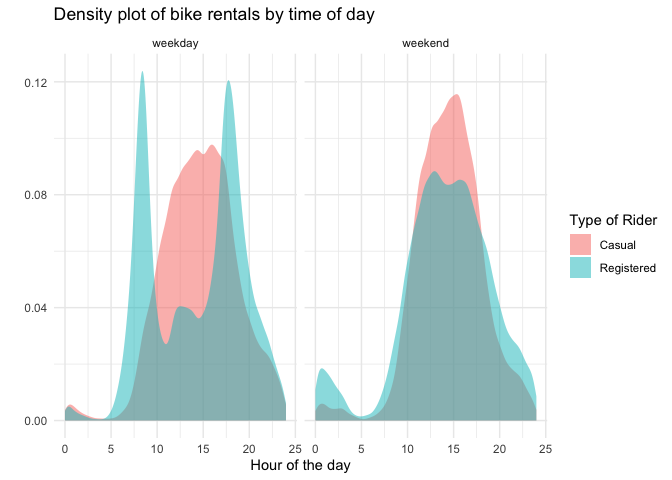 Density plot of bike rentals by time of day
weekday weekend
0.12
0.08
0.04
0.00
0 5 10 15 20 25 0 5 10 15 20 25
Hour of the day
Type of Rider
Casual
Registered